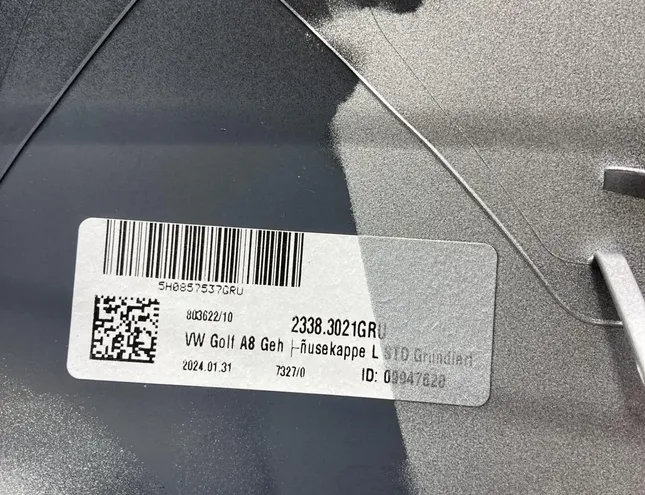 5H0857537GRU
803622/10
2338.3021GRU
VW Golf A8 Geh ├ñusekappe L STD Grundiert
2024.01.31 7327/0 ID: 09947620